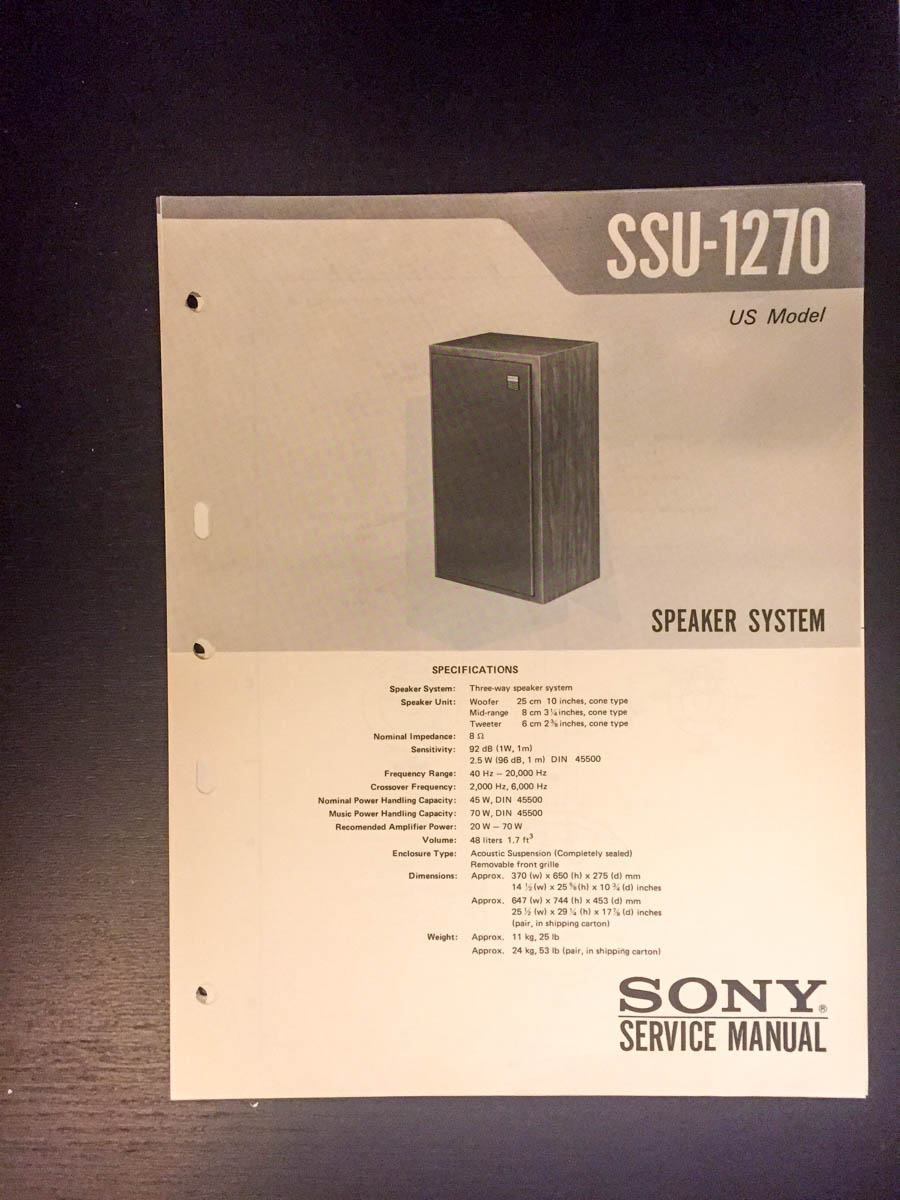 SSU-1270
US Model
SPEAKER SYSTEM
SPECIFICATIONS
Speaker System: Three-way speaker system
Speaker Unit: Woofer 25 cm 10 inches, cone type
Mid-range 8 cm 3 1/4 inches, cone type
Tweeter 6 cm 2 3/8 inches, cone type
Nominal Impedance: 8 Ω
Sensitivity: 92 dB (1W, 1m)
2.5 W (96 dB, 1 m) DIN 45500
Frequency Range: 40 Hz – 20,000 Hz
Crossover Frequency: 2,000 Hz, 6,000 Hz
Nominal Power Handling Capacity: 45 W, DIN 45500
Music Power Handling Capacity: 70 W, DIN 45500
Recomended Amplifier Power: 20 W – 70 W
Volume: 48 liters 1.7 ft³
Enclosure Type: Acoustic Suspension (Completely sealed)
Removable front grille
Dimensions: Approx. 370 (w) x 650 (h) x 275 (d) mm
14 1/2 (w) x 25 5/8 (h) x 10 3/4 (d) inches
Approx. 647 (w) x 744 (h) x 453 (d) mm
25 1/2 (w) x 29 1/4 (h) x 17 7/8 (d) inches
(pair, in shipping carton)
Weight: Approx. 11 kg, 25 lb
Approx. 24 kg, 53 lb (pair, in shipping carton)
SONY®
SERVICE MANUAL